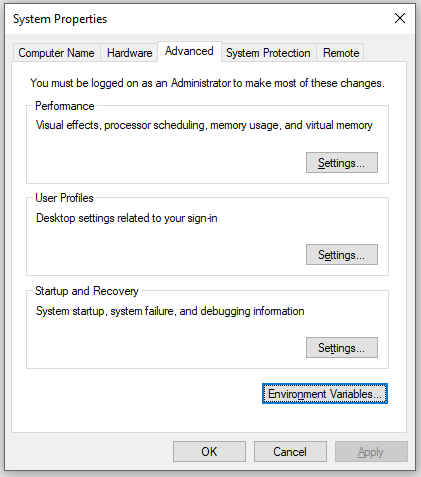 System Properties
Computer Name Hardware Advanced System Protection Remote
You must be logged on as an Administrator to make most of these changes.
Performance
Visual effects, processor scheduling, memory usage, and virtual memory
Settings...
User Profiles
Desktop settings related to your sign-in
Settings...
Startup and Recovery
System startup, system failure, and debugging information
Settings...
Environment Variables...
OK Cancel Apply